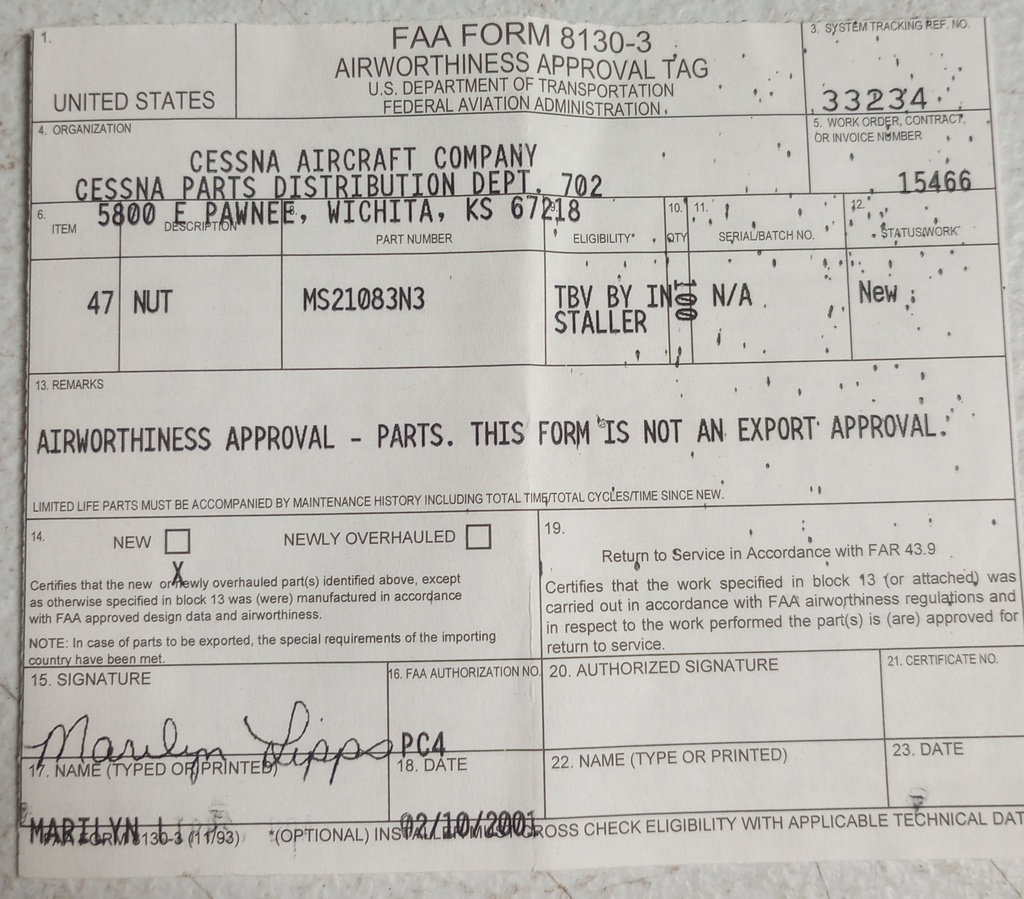 1.
UNITED STATES
FAA FORM 8130-3
AIRWORTHINESS APPROVAL TAG
U.S. DEPARTMENT OF TRANSPORTATION
FEDERAL AVIATION ADMINISTRATION
3. SYSTEM TRACKING REF. NO.
33234
4. ORGANIZATION
CESSNA AIRCRAFT COMPANY
CESSNA PARTS DISTRIBUTION DEPT. 702
5800 E PAWNEE, WICHITA, KS 67218
5. WORK ORDER, CONTRACT,
OR INVOICE NUMBER
15466
6.
ITEM
DESCRIPTION
PART NUMBER
ELIGIBILITY*
10.
QTY
11.
SERIAL/BATCH NO.
12.
STATUS/WORK
47
NUT
MS21083N3
TBV BY IN
STALLER
100
N/A
New
13. REMARKS
AIRWORTHINESS APPROVAL - PARTS. THIS FORM IS NOT AN EXPORT APPROVAL.
LIMITED LIFE PARTS MUST BE ACCOMPANIED BY MAINTENANCE HISTORY INCLUDING TOTAL TIME/TOTAL CYCLES/TIME SINCE NEW.
14.
NEW
NEWLY OVERHAULED
X
Certifies that the new or newly overhauled part(s) identified above, except
as otherwise specified in block 13 was (were) manufactured in accordance
with FAA approved design data and airworthiness.
NOTE: In case of parts to be exported, the special requirements of the importing
country have been met.
19.
Return to Service in Accordance with FAR 43.9
Certifies that the work specified in block 13 (or attached) was
carried out in accordance with FAA airworthiness regulations and
in respect to the work performed the part(s) is (are) approved for
return to service.
15. SIGNATURE
Marilyn Lipps
16. FAA AUTHORIZATION NO.
PC4
20. AUTHORIZED SIGNATURE
21. CERTIFICATE NO.
17. NAME (TYPED OR PRINTED)
MARILYN L
18. DATE
02/10/2001
22. NAME (TYPE OR PRINTED)
23. DATE
FAA FORM 8130-3 (11/93)
*(OPTIONAL) INSTALLER MUST CROSS CHECK ELIGIBILITY WITH APPLICABLE TECHNICAL DAT